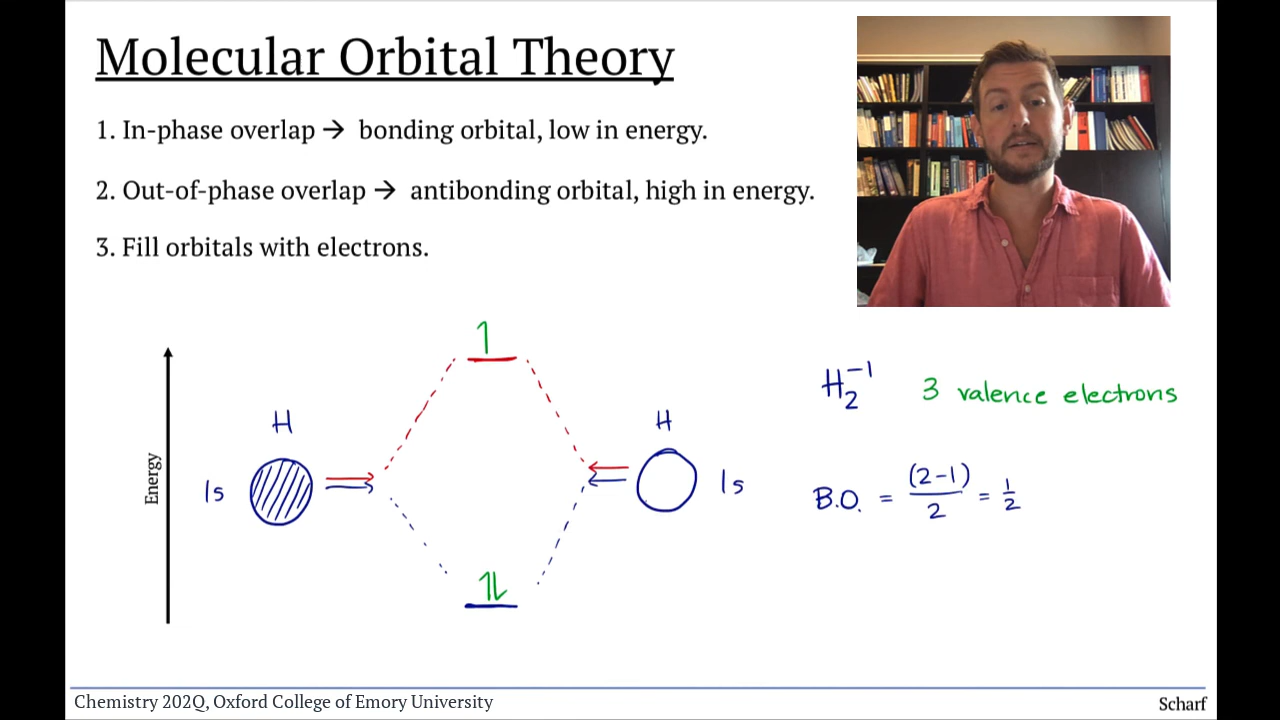 Molecular Orbital Theory
1. In-phase overlap → bonding orbital, low in energy.
2. Out-of-phase overlap → antibonding orbital, high in energy.
3. Fill orbitals with electrons.
Energy
H
1s
1
1L
H
1s
H₂⁻¹ 3 valence electrons
B.O. = (2-1)/2 = 1/2
Chemistry 202Q, Oxford College of Emory University
Scharf